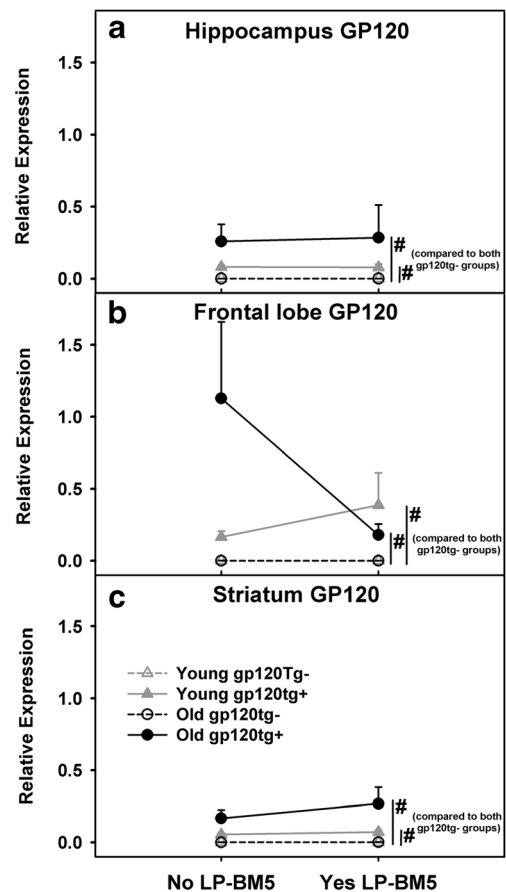 a
Hippocampus GP120
Relative Expression
1.5
1.0
0.5
0.0
#
(compared to both
gp120tg- groups)
#
b
Frontal lobe GP120
Relative Expression
1.5
1.0
0.5
0.0
#
#
(compared to both
gp120tg- groups)
c
Striatum GP120
Relative Expression
1.5
1.0
0.5
0.0
Young gp120Tg-
Young gp120tg+
Old gp120tg-
Old gp120tg+
#
(compared to both
gp120tg- groups)
#
No LP-BM5
Yes LP-BM5